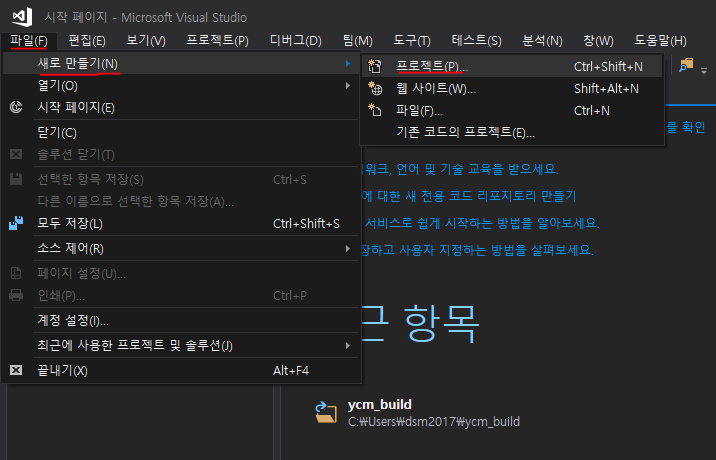 시작 페이지 - Microsoft Visual Studio
파일(F) 편집(E) 보기(V) 프로젝트(P) 디버그(D) 팀(M) 도구(T) 테스트(S) 분석(N) 창(W) 도움말(H)
새로 만들기(N)
열기(O)
시작 페이지(E)
닫기(C)
솔루션 닫기(T)
선택한 항목 저장(S) Ctrl+S
다른 이름으로 선택한 항목 저장(A)...
모두 저장(L) Ctrl+Shift+S
소스 제어(R)
페이지 설정(U)...
인쇄(P)... Ctrl+P
계정 설정(I)...
최근에 사용한 프로젝트 및 솔루션(J)
끝내기(X) Alt+F4
프로젝트(P)... Ctrl+Shift+N
웹 사이트(W)... Shift+Alt+N
파일(F)... Ctrl+N
기존 코드의 프로젝트(E)...
를 확인
워크, 언어 및 기술 교육을 받으세요.
에 대한 새 전용 코드 리포지토리 만들기
서비스로 쉽게 시작하는 방법을 알아보세요.
장하고 사용자 지정하는 방법을 살펴보세요.
근 항목
ycm_build
C:₩Users₩dsm2017₩ycm_build